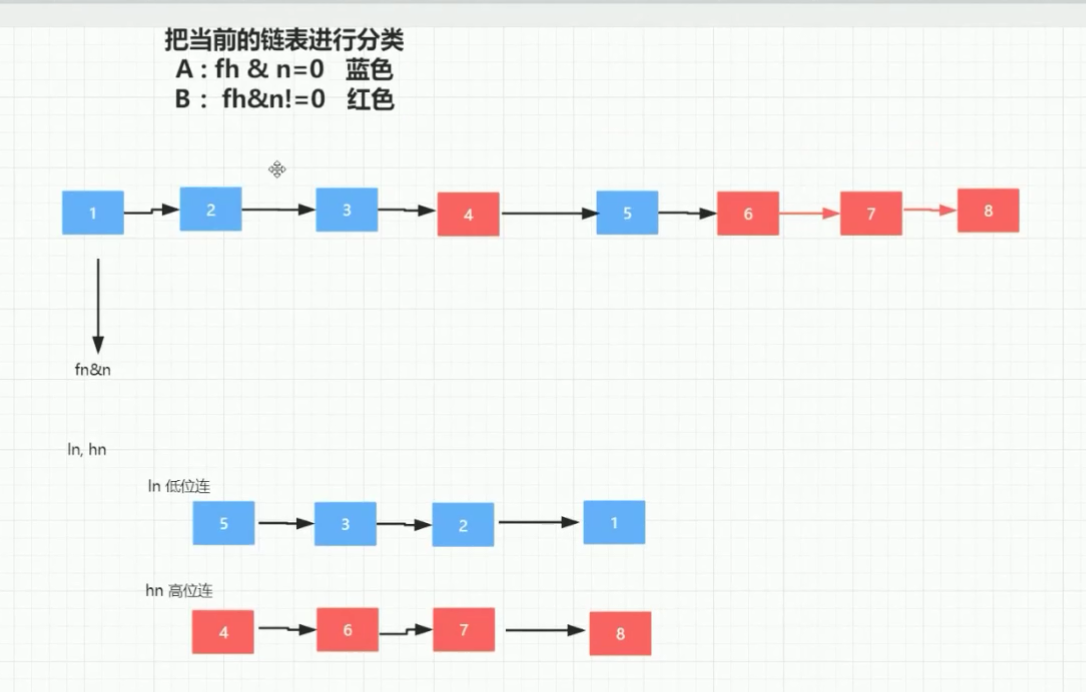 把当前的链表进行分类
A : fh & n=0 蓝色
B : fh&n!=0 红色
1 2 3 4 5 6 7 8
fn&n
ln, hn
ln 低位连
5 3 2 1
hn 高位连
4 6 7 8